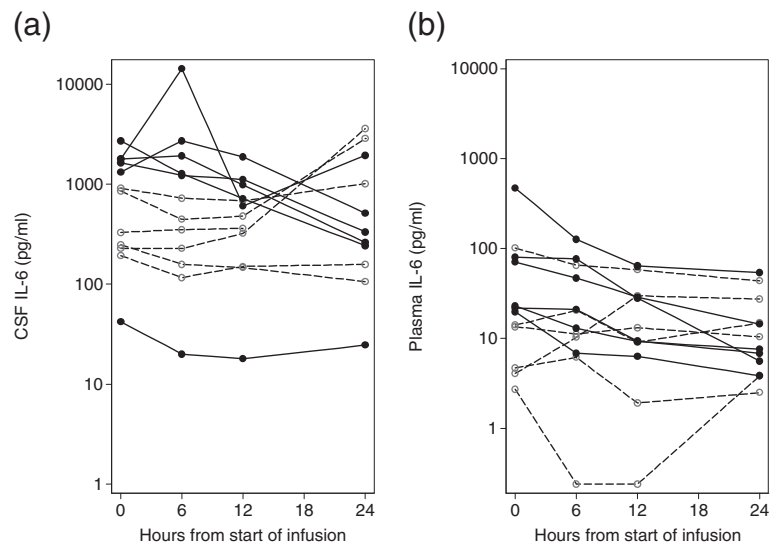 (a)
(b)
10000
1000
100
10
1
CSF IL-6 (pg/ml)
0 6 12 18 24
Hours from start of infusion
10000
1000
100
10
1
Plasma IL-6 (pg/ml)
0 6 12 18 24
Hours from start of infusion